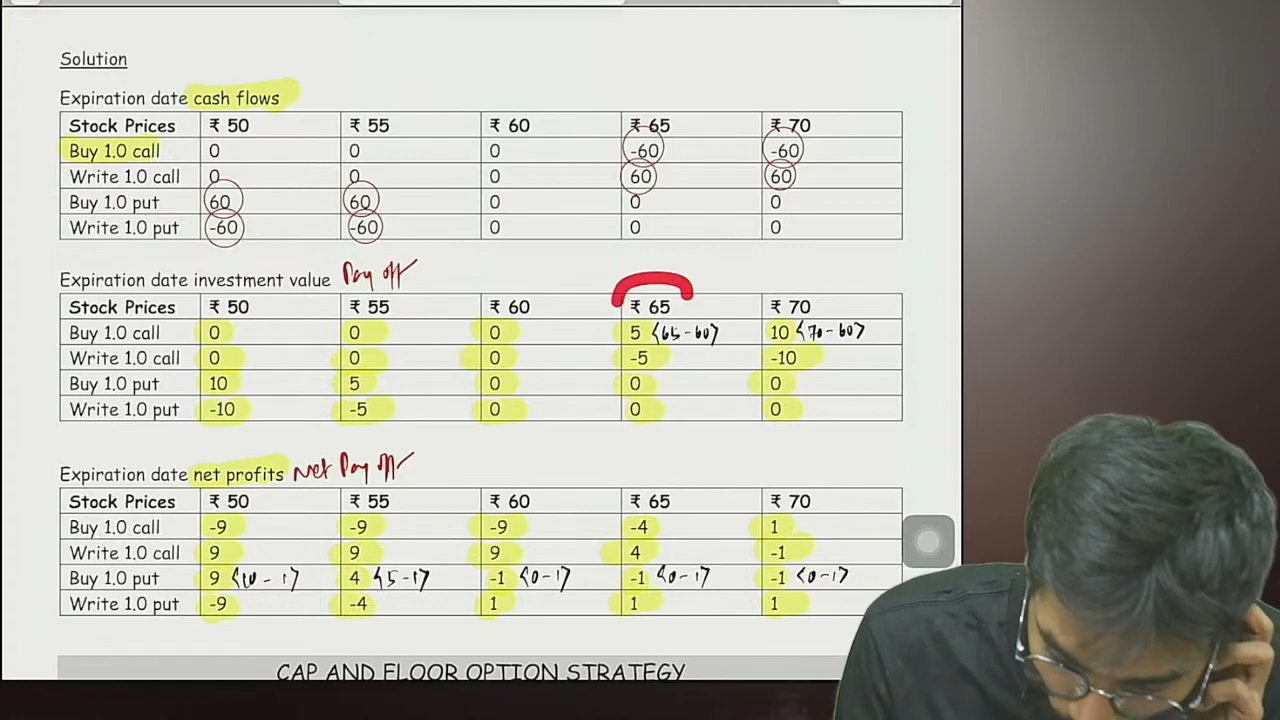 Solution
Expiration date cash flows
Stock Prices ₹ 50 ₹ 55 ₹ 60 ₹ 65 ₹ 70
Buy 1.0 call 0 0 0 -60 -60
Write 1.0 call 0 0 0 60 60
Buy 1.0 put 60 60 0 0 0
Write 1.0 put -60 -60 0 0 0
Expiration date investment value Pay off
Stock Prices ₹ 50 ₹ 55 ₹ 60 ₹ 65 ₹ 70
Buy 1.0 call 0 0 0 5 (65-60) 10 (70-60)
Write 1.0 call 0 0 0 -5 -10
Buy 1.0 put 10 5 0 0 0
Write 1.0 put -10 -5 0 0 0
Expiration date net profits Net Pay off
Stock Prices ₹ 50 ₹ 55 ₹ 60 ₹ 65 ₹ 70
Buy 1.0 call -9 -9 -9 -4 1
Write 1.0 call 9 9 9 4 -1
Buy 1.0 put 9 (10-1) 4 (5-1) -1 (0-1) -1 (0-1) -1 (0-1)
Write 1.0 put -9 -4 1 1 1
CAP AND FLOOR OPTION STRATEGY